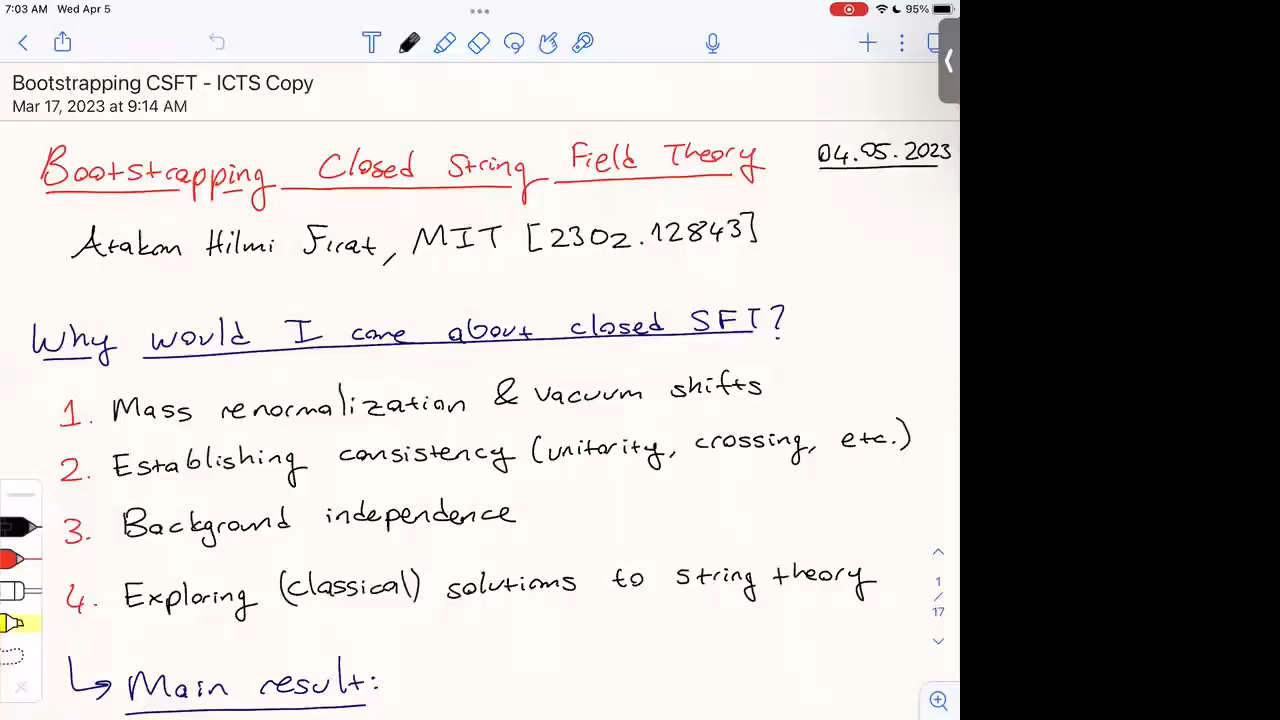 7:03 AM Wed Apr 5
95%
Bootstrapping CSFT - ICTS Copy
Mar 17, 2023 at 9:14 AM
Bootstrapping Closed String Field Theory
04.05.2023
Atakan Hilmi Fırat, MIT [2302.12843]
Why would I care about closed SFT?
1. Mass renormalization & vacuum shifts
2. Establishing consistency (unitarity, crossing, etc.)
3. Background independence
4. Exploring (classical) solutions to string theory
1
/
17
↳ Main result: